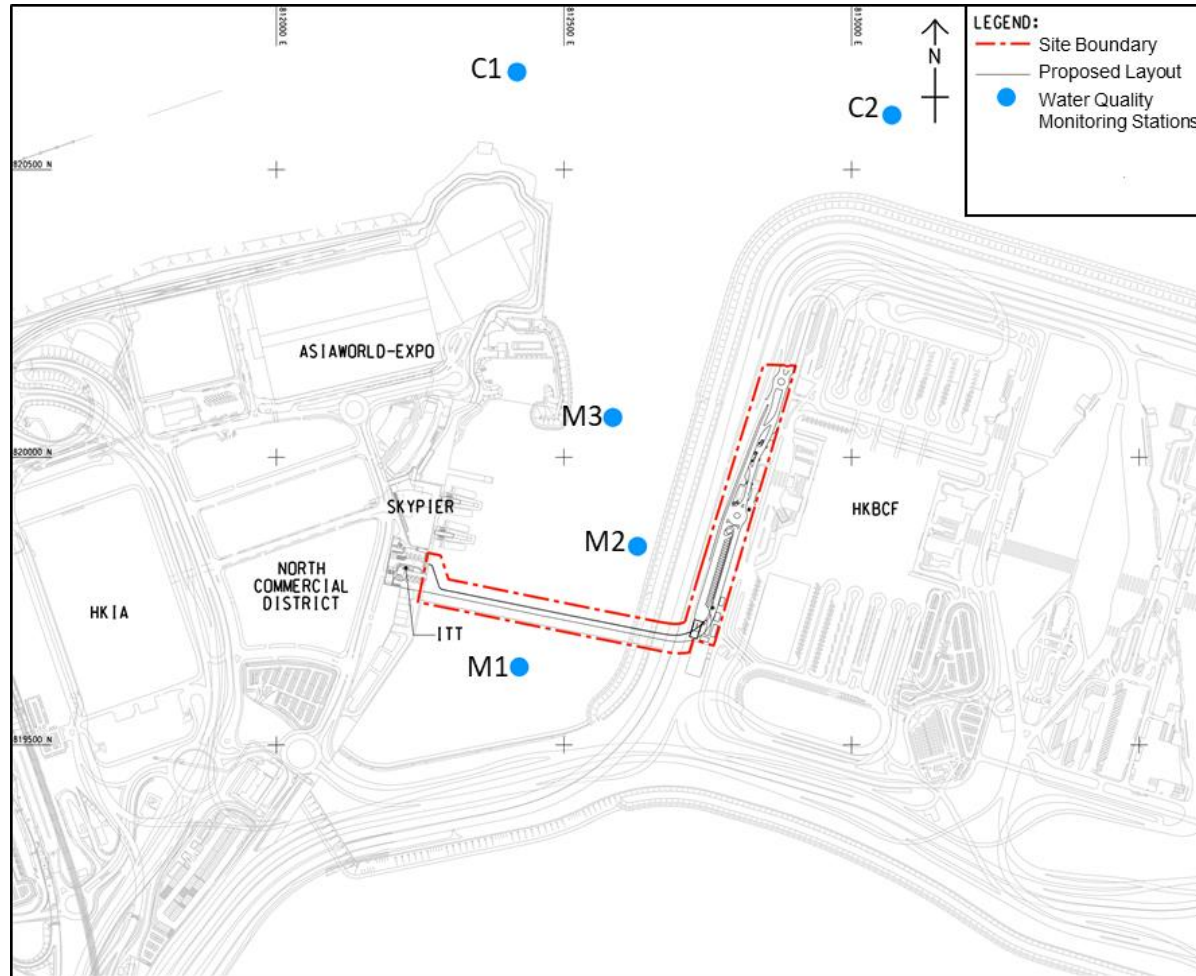 812000 E
812500 E
813000 E
N
LEGEND:
Site Boundary
Proposed Layout
Water Quality
Monitoring Stations
C1
C2
820500 N
ASIAWORLD-EXPO
M3
820000 N
SKYPIER
HKBCF
M2
NORTH
COMMERCIAL
DISTRICT
HKIA
ITT
M1
819500 N